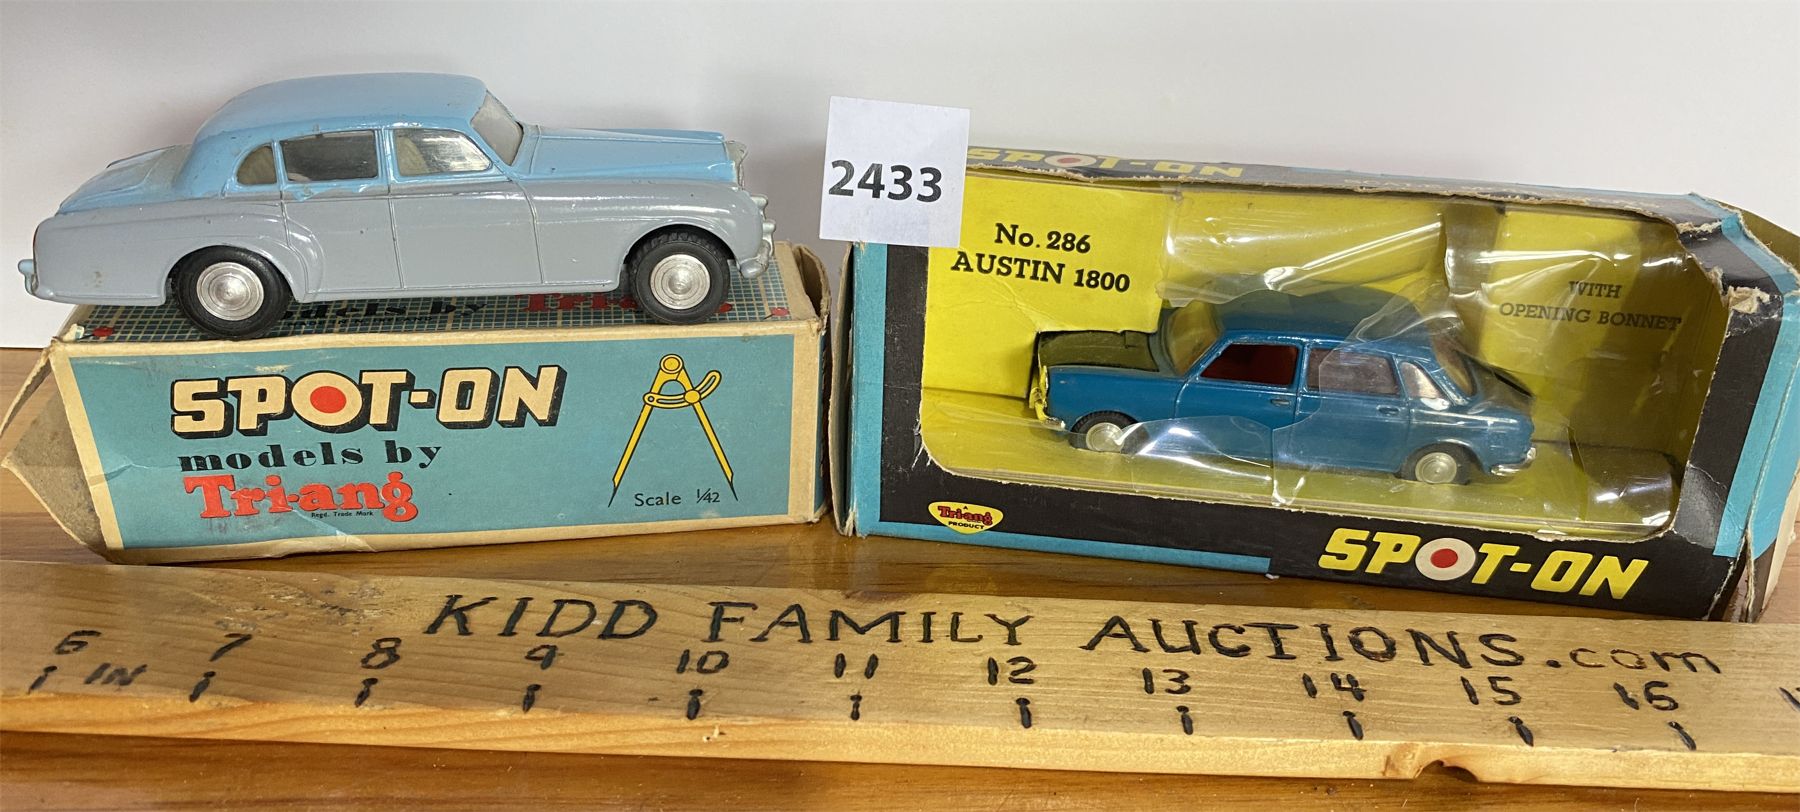 2433
SPOT-ON
No. 286
AUSTIN 1800
WITH
OPENING BONNET
models by
Tri-ang
SPOT-ON
models by
Tri-ang
Regd. Trade Mark
Scale 1/42
A
Tri-ang
PRODUCT
SPOT-ON
KIDD FAMILY AUCTIONS.com
6 7 8 9 10 11 12 13 14 15 16
IN